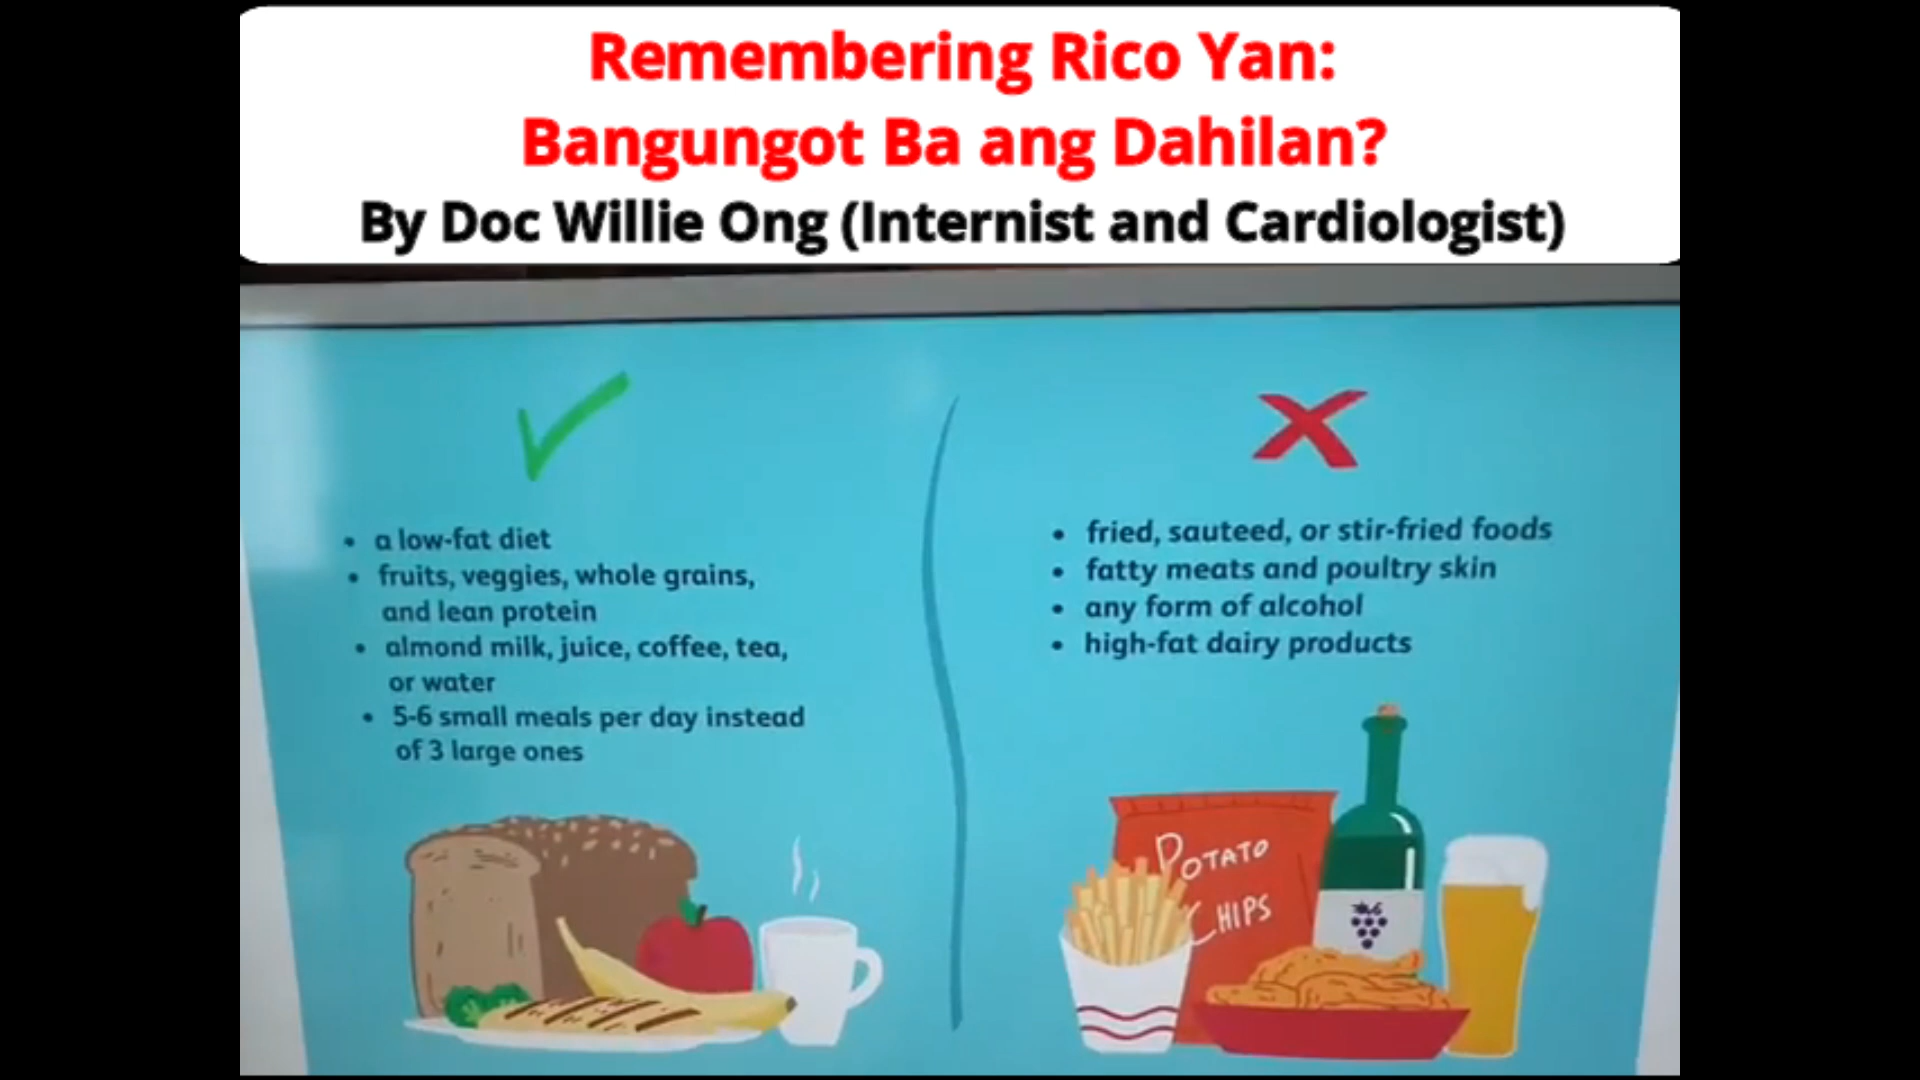 Remembering Rico Yan:
Bangungot Ba ang Dahilan?
By Doc Willie Ong (Internist and Cardiologist)
• a low-fat diet
• fruits, veggies, whole grains,
and lean protein
• almond milk, juice, coffee, tea,
or water
• 5-6 small meals per day instead
of 3 large ones
• fried, sauteed, or stir-fried foods
• fatty meats and poultry skin
• any form of alcohol
• high-fat dairy products
POTATO
CHIPS